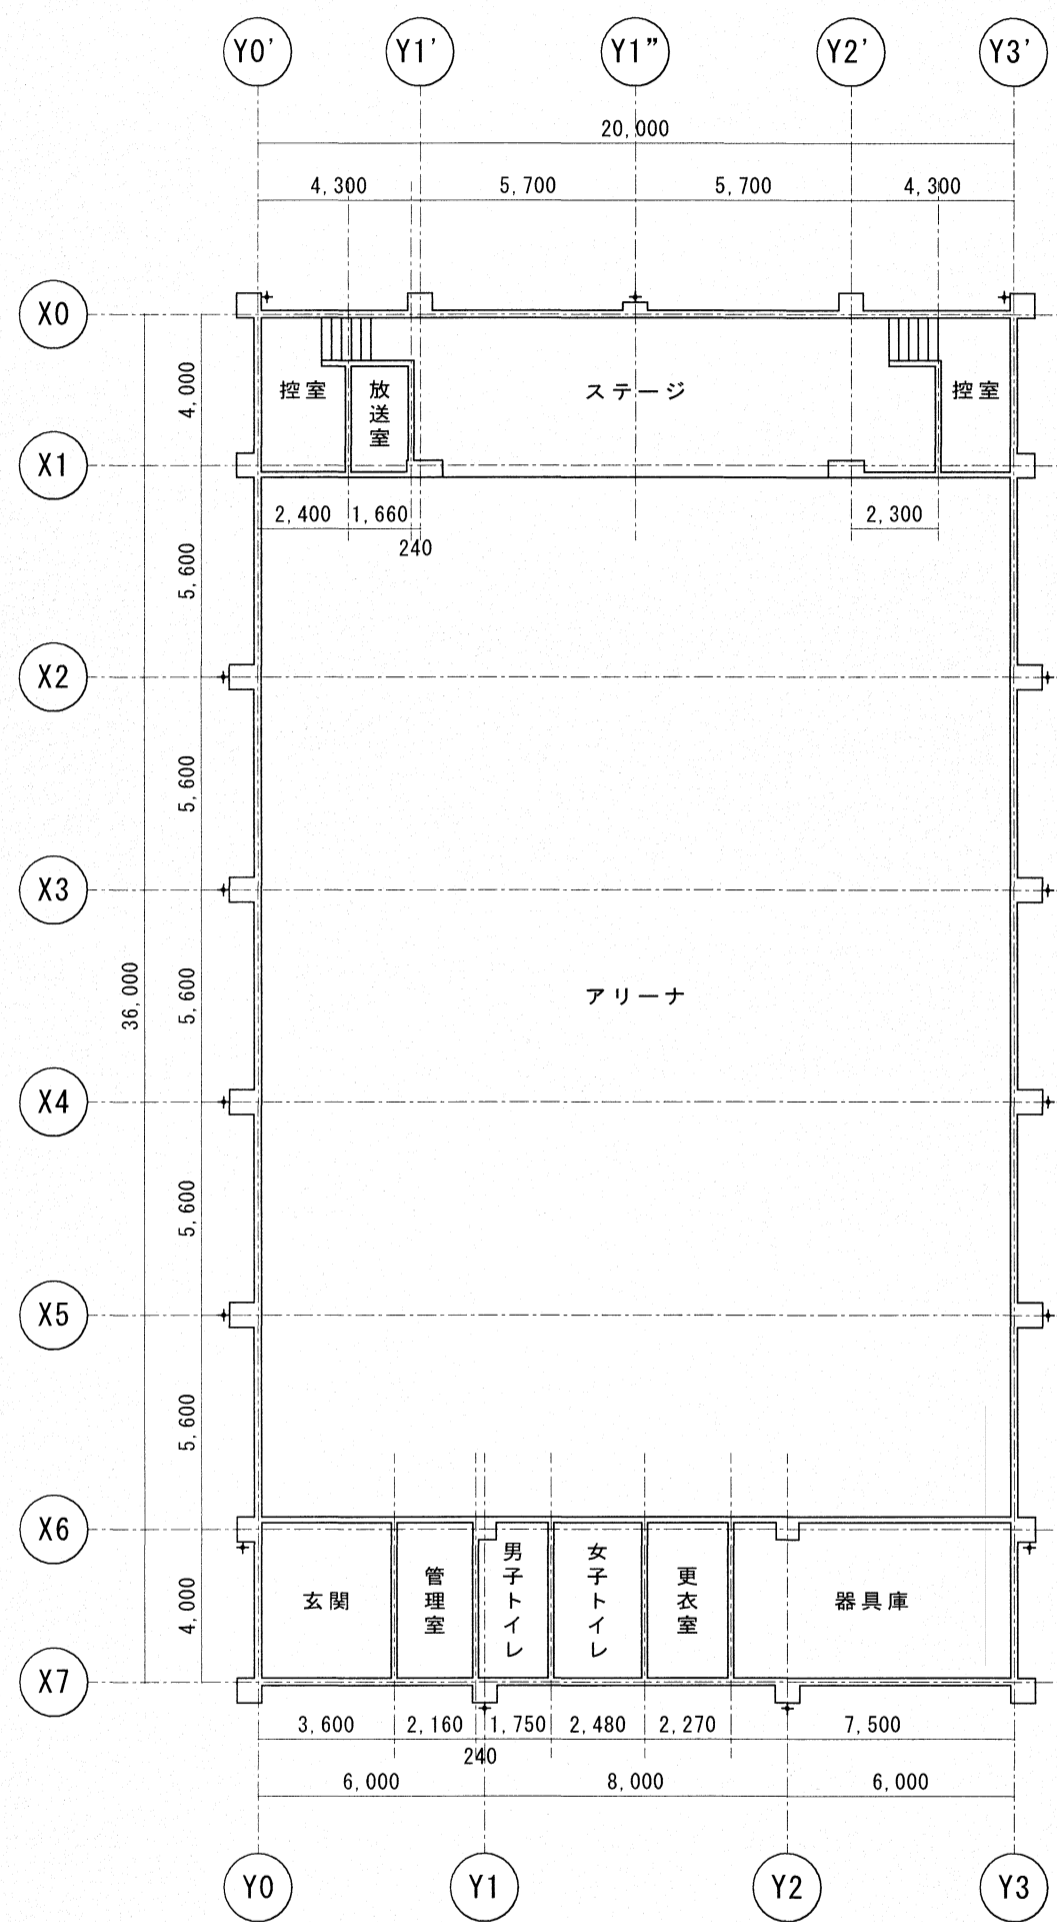 Y0' Y1' Y1" Y2' Y3'
20,000
4,300 5,700 5,700 4,300
X0
4,000
控室 放送室 ステージ 控室
X1
2,400 1,660 2,300
240
5,600
X2
5,600
X3
36,000 5,600 アリーナ
X4
5,600
X5
5,600
X6
4,000
玄関 管理室 男子トイレ 女子トイレ 更衣室 器具庫
X7
3,600 2,160 1,750 2,480 2,270 7,500
240
6,000 8,000 6,000
Y0 Y1 Y2 Y3